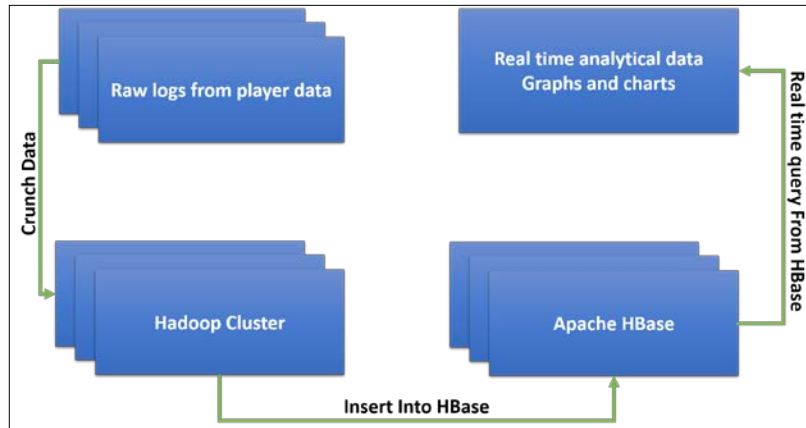 Raw logs from player data
Real time analytical data
Graphs and charts
Crunch Data
Real time query From HBase
Hadoop Cluster
Apache HBase
Insert Into HBase